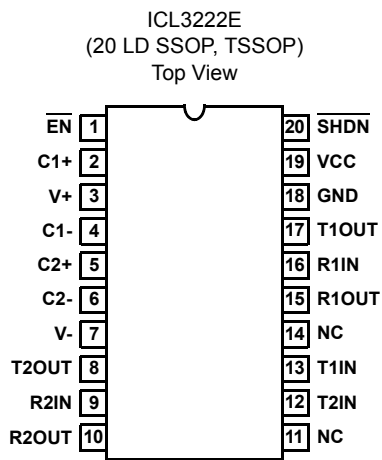 ICL3222E
(20 LD SSOP, TSSOP)
Top View
EN 1 20 SHDN
C1+ 2 19 VCC
V+ 3 18 GND
C1- 4 17 T1OUT
C2+ 5 16 R1IN
C2- 6 15 R1OUT
V- 7 14 NC
T2OUT 8 13 T1IN
R2IN 9 12 T2IN
R2OUT 10 11 NC